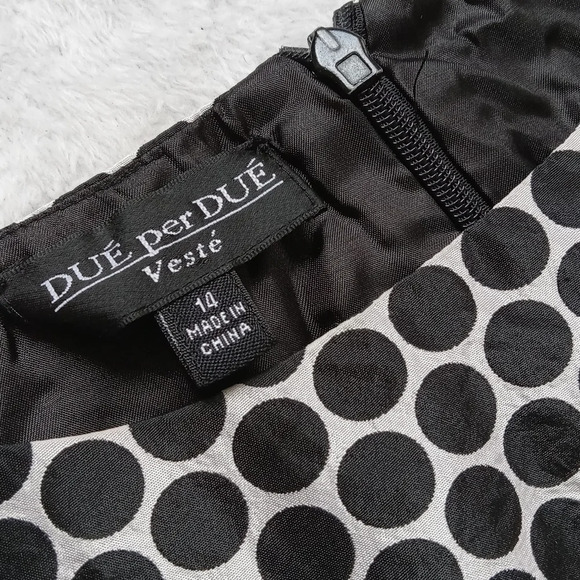 DUÉ per DUÉ
Vesté
14
MADE IN
CHINA